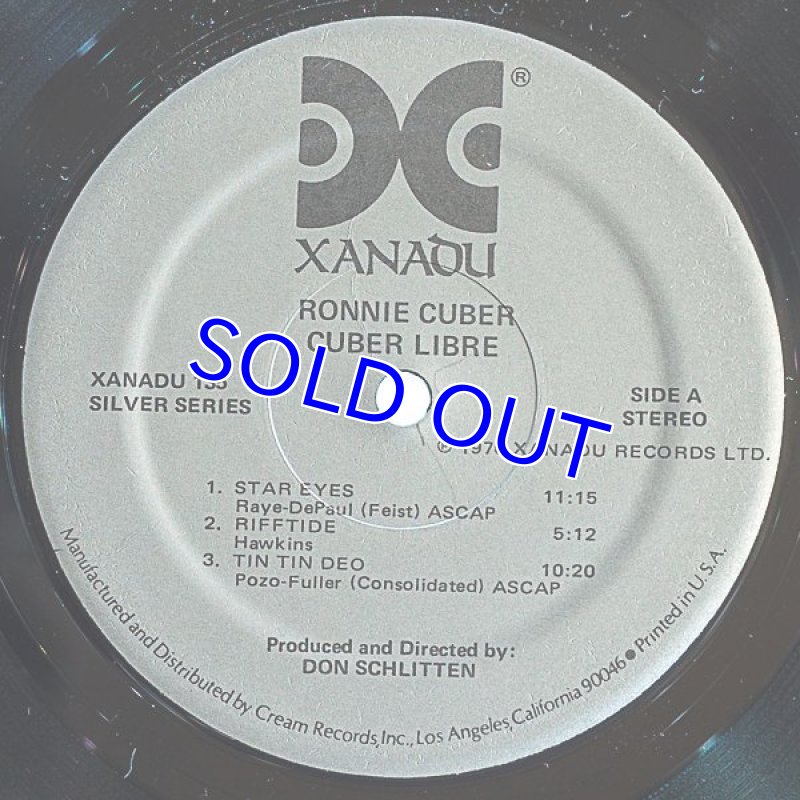 ®
XANADU
RONNIE CUBER
CUBER LIBRE
SOLD OUT
XANADU 135
SILVER SERIES
SIDE A
STEREO
℗ XANADU RECORDS LTD.
1. STAR EYES 11:15
Raye-DePaul (Feist) ASCAP
2. RIFFTIDE 5:12
Hawkins
3. TIN TIN DEO 10:20
Pozo-Fuller (Consolidated) ASCAP
Produced and Directed by:
DON SCHLITTEN
Manufactured and Distributed by Cream Records, Inc., Los Angeles, California 90046 ● Printed in U.S.A.